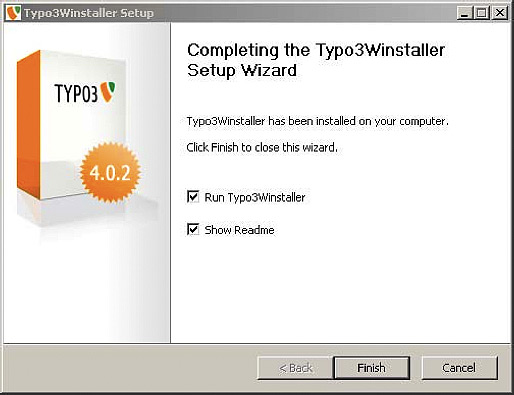 Typo3Winstaller Setup
Completing the Typo3Winstaller
Setup Wizard
TYPO3
4.0.2
Typo3Winstaller has been installed on your computer.
Click Finish to close this wizard.
Run Typo3Winstaller
Show Readme
< Back
Finish
Cancel